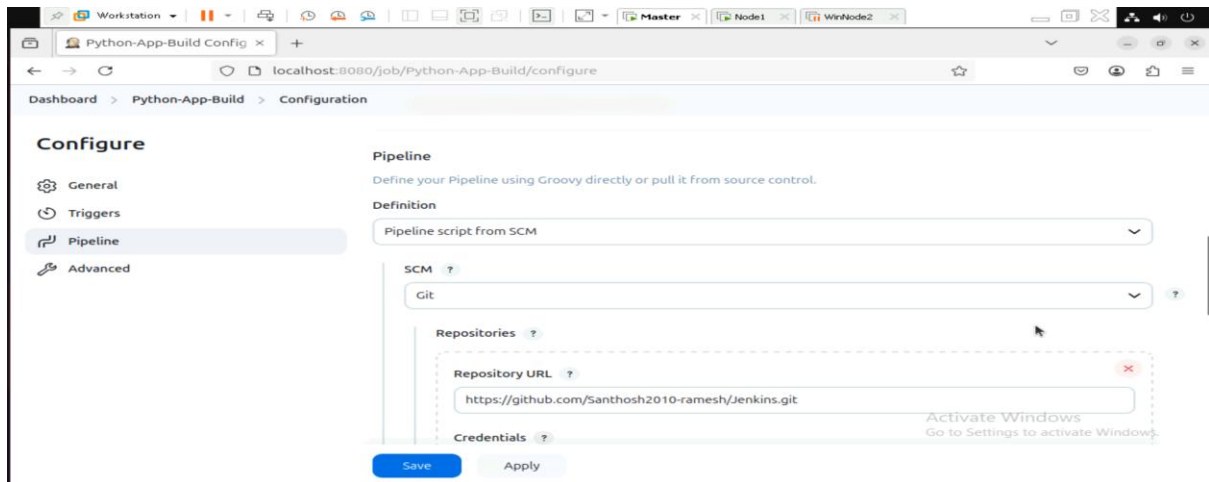 Workstation
Master
Node1
WinNode2
Python-App-Build Config
localhost:8080/job/Python-App-Build/configure
Dashboard > Python-App-Build > Configuration
Configure
General
Triggers
Pipeline
Advanced
Pipeline
Define your Pipeline using Groovy directly or pull it from source control.
Definition
Pipeline script from SCM
SCM ?
Git
?
Repositories ?
Repository URL ?
https://github.com/Santhosh2010-ramesh/Jenkins.git
Credentials ?
Activate Windows
Go to Settings to activate Windows.
Save Apply